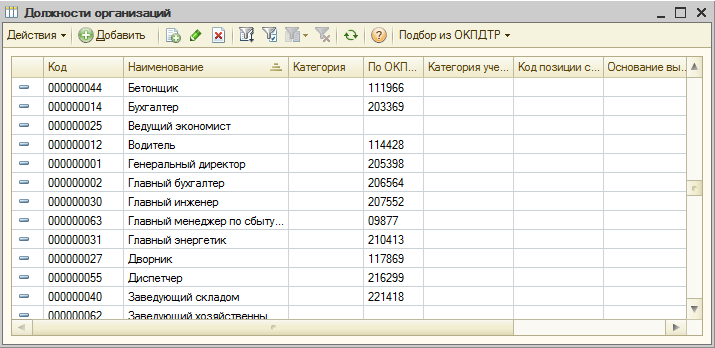 Должности организаций
Действия Добавить Подбор из ОКПДТР
Код Наименование Категория По ОКП... Категория уче... Код позиции с... Основание вы...
000000044 Бетонщик 111966
000000014 Бухгалтер 203369
000000025 Ведущий экономист
000000012 Водитель 114428
000000001 Генеральный директор 205398
000000002 Главный бухгалтер 206564
000000030 Главный инженер 207552
000000063 Главный менеджер по сбыту... 09877
000000031 Главный энергетик 210413
000000027 Дворник 117869
000000055 Диспетчер 216299
000000040 Заведующий складом 221418
000000062 Заведующий хозяйственны